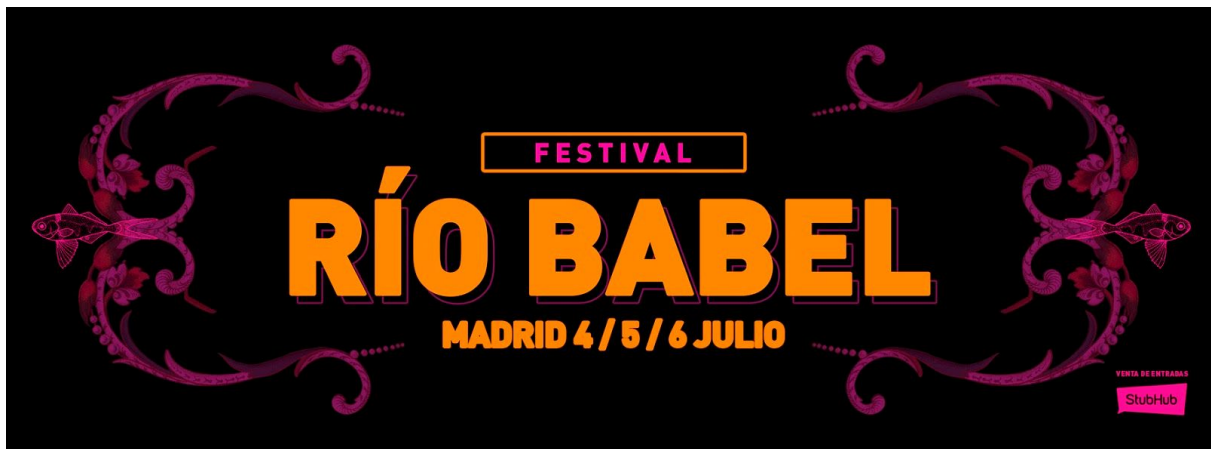 FESTIVAL
RÍO BABEL
MADRID 4 / 5 / 6 JULIO
VENTA DE ENTRADAS
StubHub